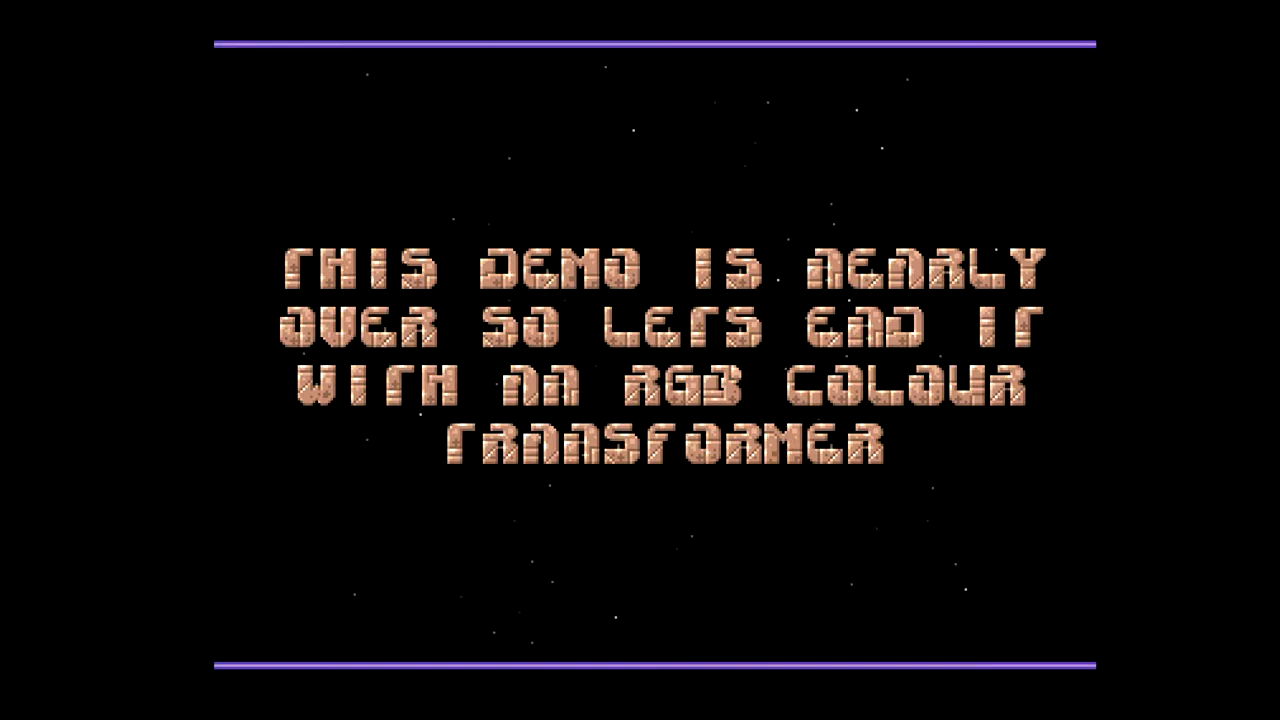 THIS DEMO IS NEARLY
OVER SO LETS END IT
WITH AN RGB COLOUR
TRANSFORMER